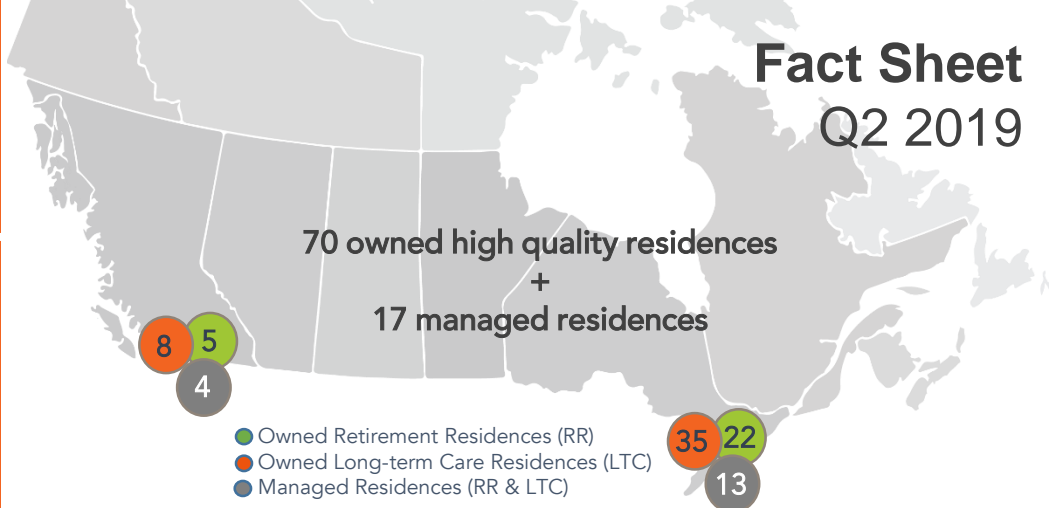 Fact Sheet
Q2 2019
70 owned high quality residences
+
17 managed residences
8
5
4
Owned Retirement Residences (RR)
Owned Long-term Care Residences (LTC)
Managed Residences (RR & LTC)
35
22
13